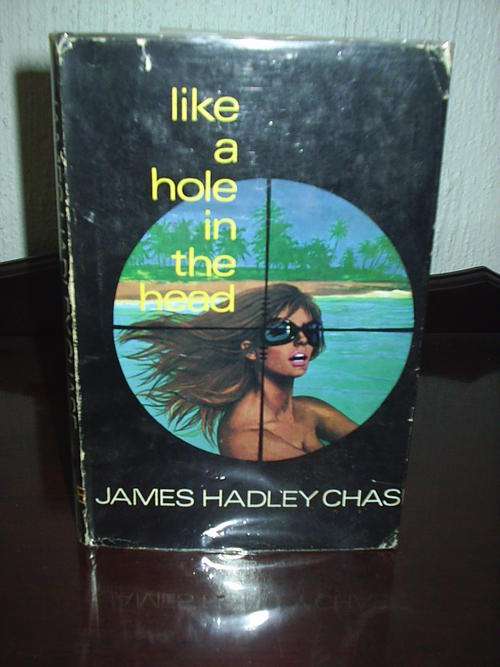 like
a
hole
in
the
head
JAMES HADLEY CHAS